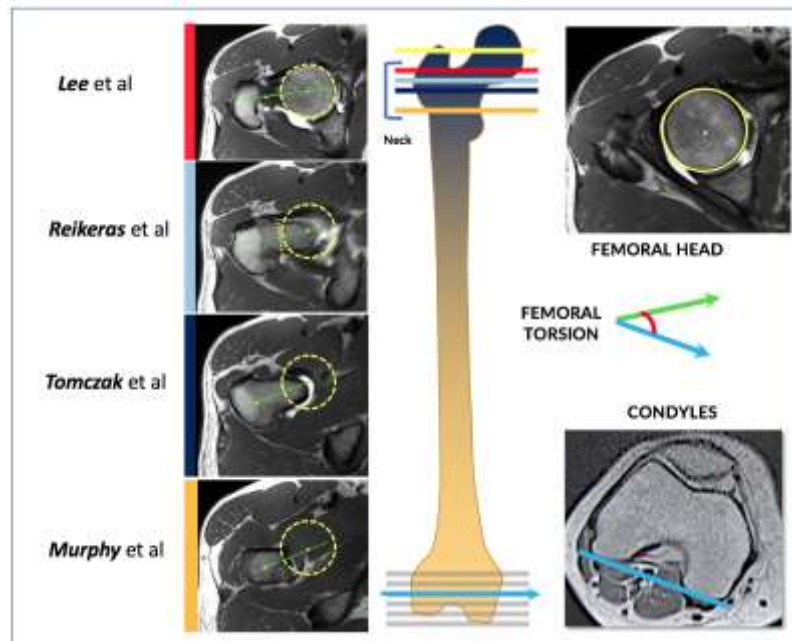 Lee et al
Reikeras et al
Tomczak et al
Murphy et al
Neck
FEMORAL HEAD
FEMORAL
TORSION
CONDYLES